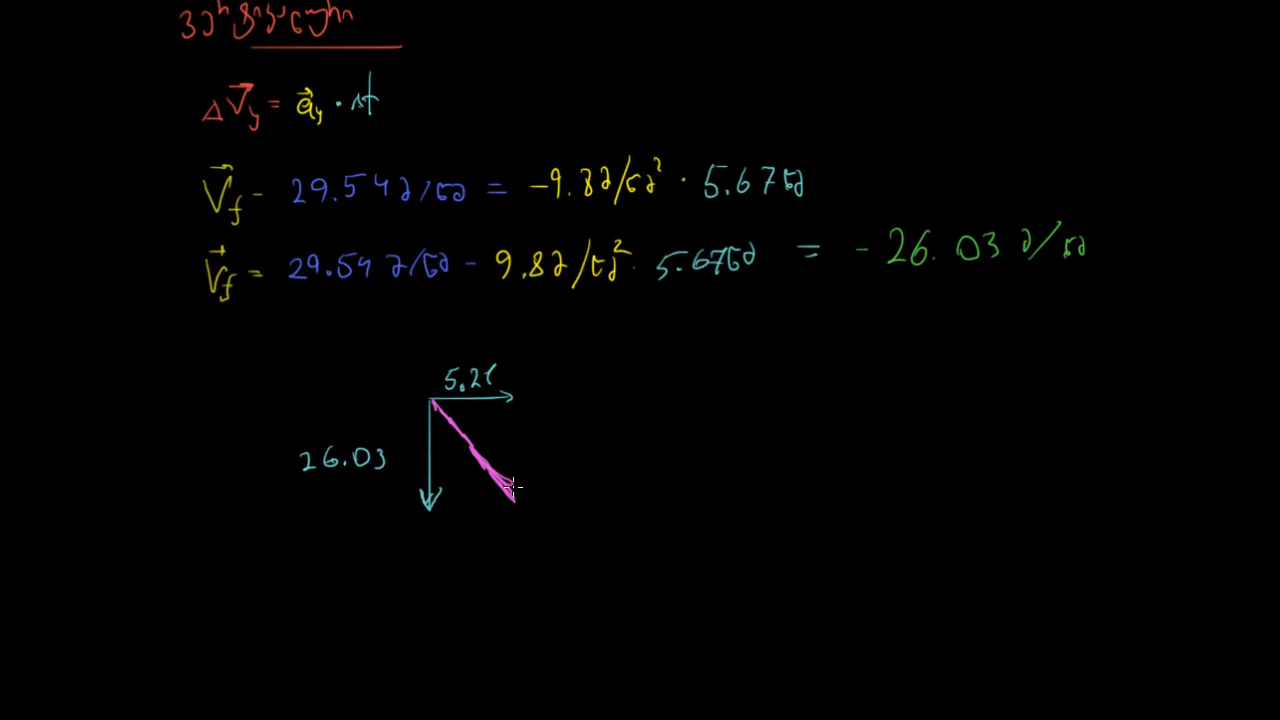 ΔV⃗y = a⃗y · Δt
V⃗f - 29.54 მ/წმ = -9.8 მ/წმ² · 5.67 წმ
V⃗f = 29.54 მ/წმ - 9.8 მ/წმ² · 5.67 წმ = -26.03 მ/წმ
5.21
26.03